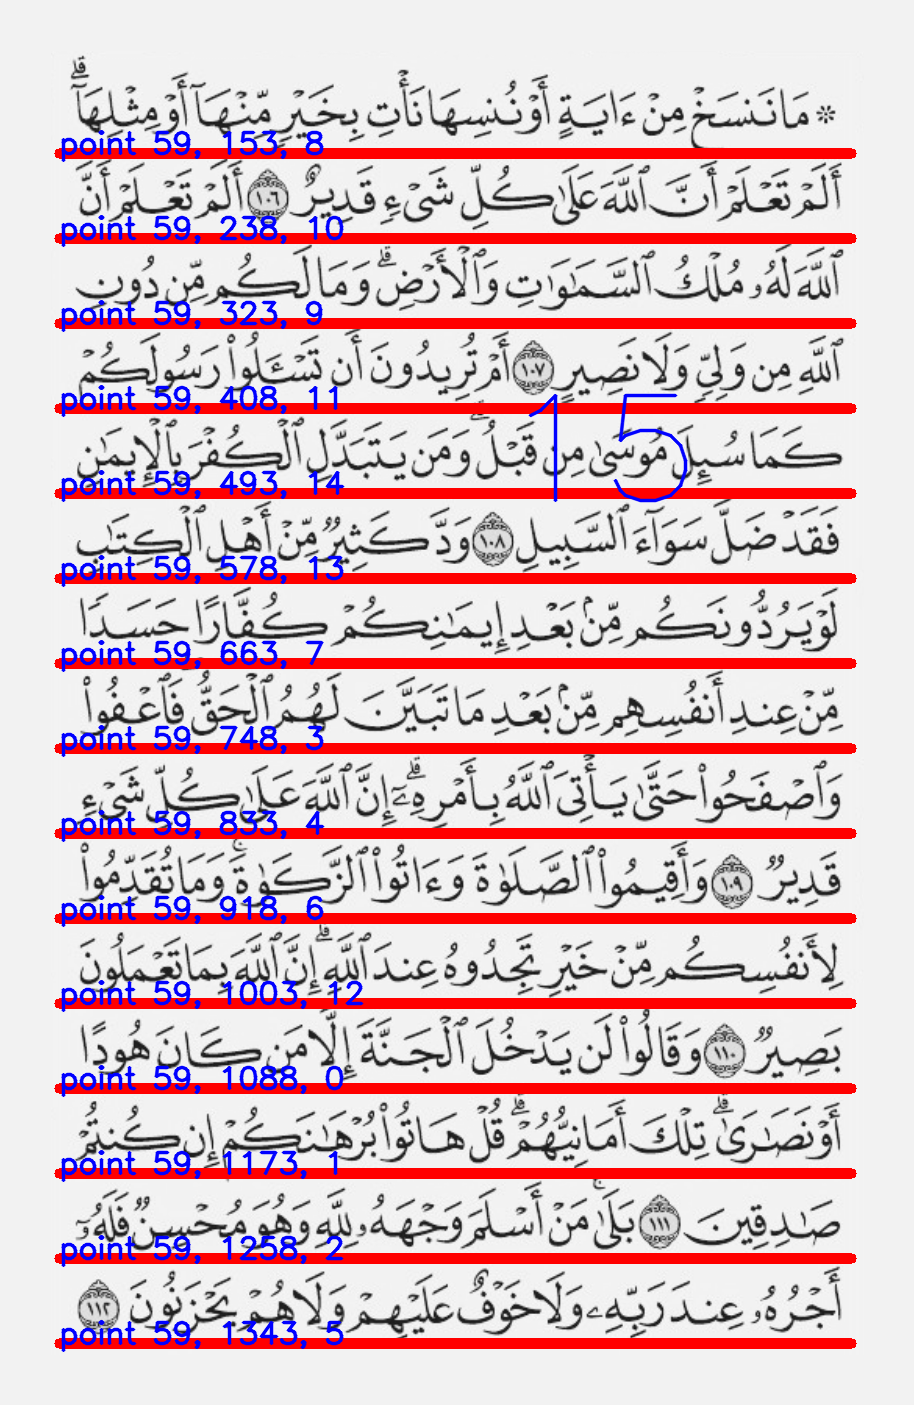 ۞ مَا نَنسَخْ مِنْ ءَايَةٍ أَوْ نُنسِهَا نَأْتِ بِخَيْرٍ مِّنْهَآ أَوْ مِثْلِهَآ ۗ
point 59, 153, 8
أَلَمْ تَعْلَمْ أَنَّ ٱللَّهَ عَلَىٰ كُلِّ شَىْءٍ قَدِيرٌ ١٠٦ أَلَمْ تَعْلَمْ أَنَّ
point 59, 238, 10
ٱللَّهَ لَهُۥ مُلْكُ ٱلسَّمَـٰوَٰتِ وَٱلْأَرْضِ ۗ وَمَا لَكُم مِّن دُونِ
point 59, 323, 9
ٱللَّهِ مِن وَلِىٍّ وَلَا نَصِيرٍ ١٠٧ أَمْ تُرِيدُونَ أَن تَسْـَٔلُوا۟ رَسُولَكُمْ
point 59, 408, 11
15
كَمَا سُئِلَ مُوسَىٰ مِن قَبْلُ ۗ وَمَن يَتَبَدَّلِ ٱلْكُفْرَ بِٱلْإِيمَـٰنِ
point 59, 493, 14
فَقَدْ ضَلَّ سَوَآءَ ٱلسَّبِيلِ ١٠٨ وَدَّ كَثِيرٌ مِّنْ أَهْلِ ٱلْكِتَـٰبِ
point 59, 578, 13
لَوْ يَرُدُّونَكُم مِّنۢ بَعْدِ إِيمَـٰنِكُمْ كُفَّارًا حَسَدًا
point 59, 663, 7
مِّنْ عِندِ أَنفُسِهِم مِّنۢ بَعْدِ مَا تَبَيَّنَ لَهُمُ ٱلْحَقُّ ۖ فَٱعْفُوا۟
point 59, 748, 3
وَٱصْفَحُوا۟ حَتَّىٰ يَأْتِىَ ٱللَّهُ بِأَمْرِهِۦٓ ۗ إِنَّ ٱللَّهَ عَلَىٰ كُلِّ شَىْءٍ
point 59, 833, 4
قَدِيرٌ ١٠٩ وَأَقِيمُوا۟ ٱلصَّلَوٰةَ وَءَاتُوا۟ ٱلزَّكَوٰةَ ۚ وَمَا تُقَدِّمُوا۟
point 59, 918, 6
لِأَنفُسِكُم مِّنْ خَيْرٍ تَجِدُوهُ عِندَ ٱللَّهِ ۗ إِنَّ ٱللَّهَ بِمَا تَعْمَلُونَ
point 59, 1003, 12
بَصِيرٌ ١١٠ وَقَالُوا۟ لَن يَدْخُلَ ٱلْجَنَّةَ إِلَّا مَن كَانَ هُودًا
point 59, 1088, 0
أَوْ نَصَـٰرَىٰ ۗ تِلْكَ أَمَانِيُّهُمْ ۗ قُلْ هَاتُوا۟ بُرْهَـٰنَكُمْ إِن كُنتُمْ
point 59, 1173, 1
صَـٰدِقِينَ ١١١ بَلَىٰ ۚ مَنْ أَسْلَمَ وَجْهَهُۥ لِلَّهِ وَهُوَ مُحْسِنٌ فَلَهُۥٓ
point 59, 1258, 2
أَجْرُهُۥ عِندَ رَبِّهِۦ وَلَا خَوْفٌ عَلَيْهِمْ وَلَا هُمْ يَحْزَنُونَ ١١٢
point 59, 1343, 5